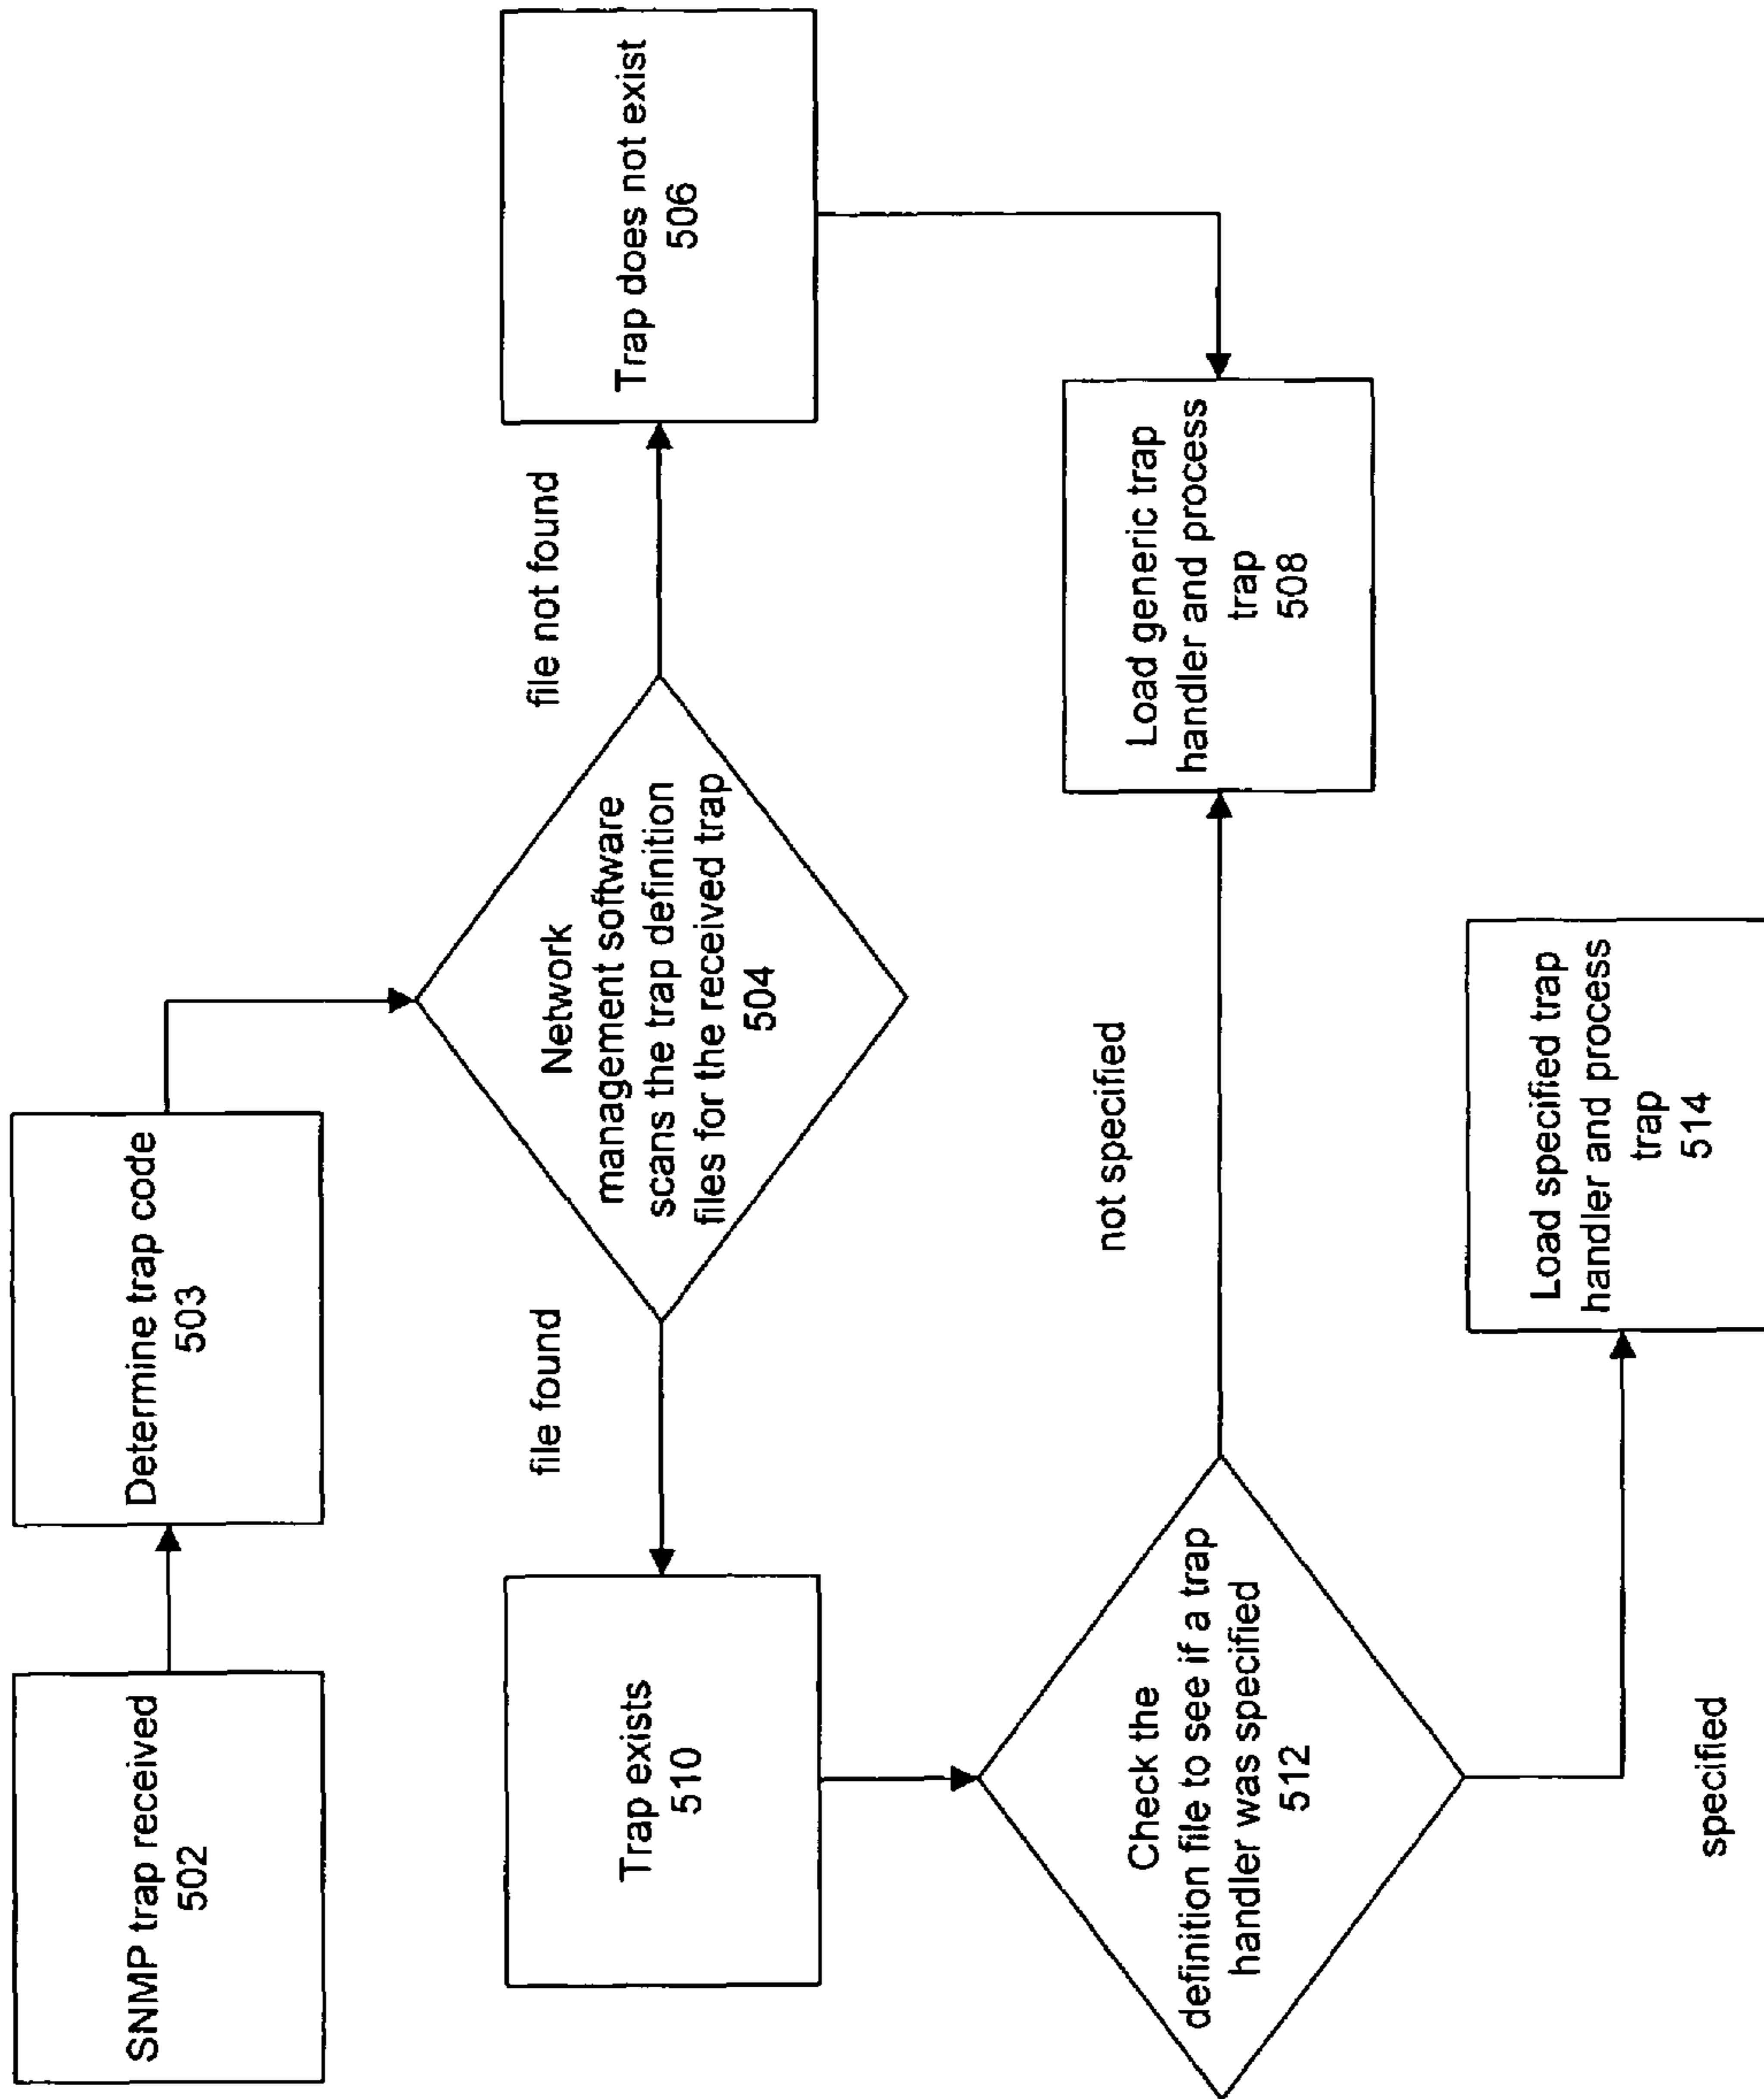 SNMP trap received
502
Determine trap code
503
Network
management software
scans the trap definition
files for the received trap
504
file found
file not found
Trap exists
510
Trap does not exist
506
Check the
definition file to see if a trap
handler was specified
512
not specified
Load generic trap
handler and process
trap
508
specified
Load specified trap
handler and process
trap
514